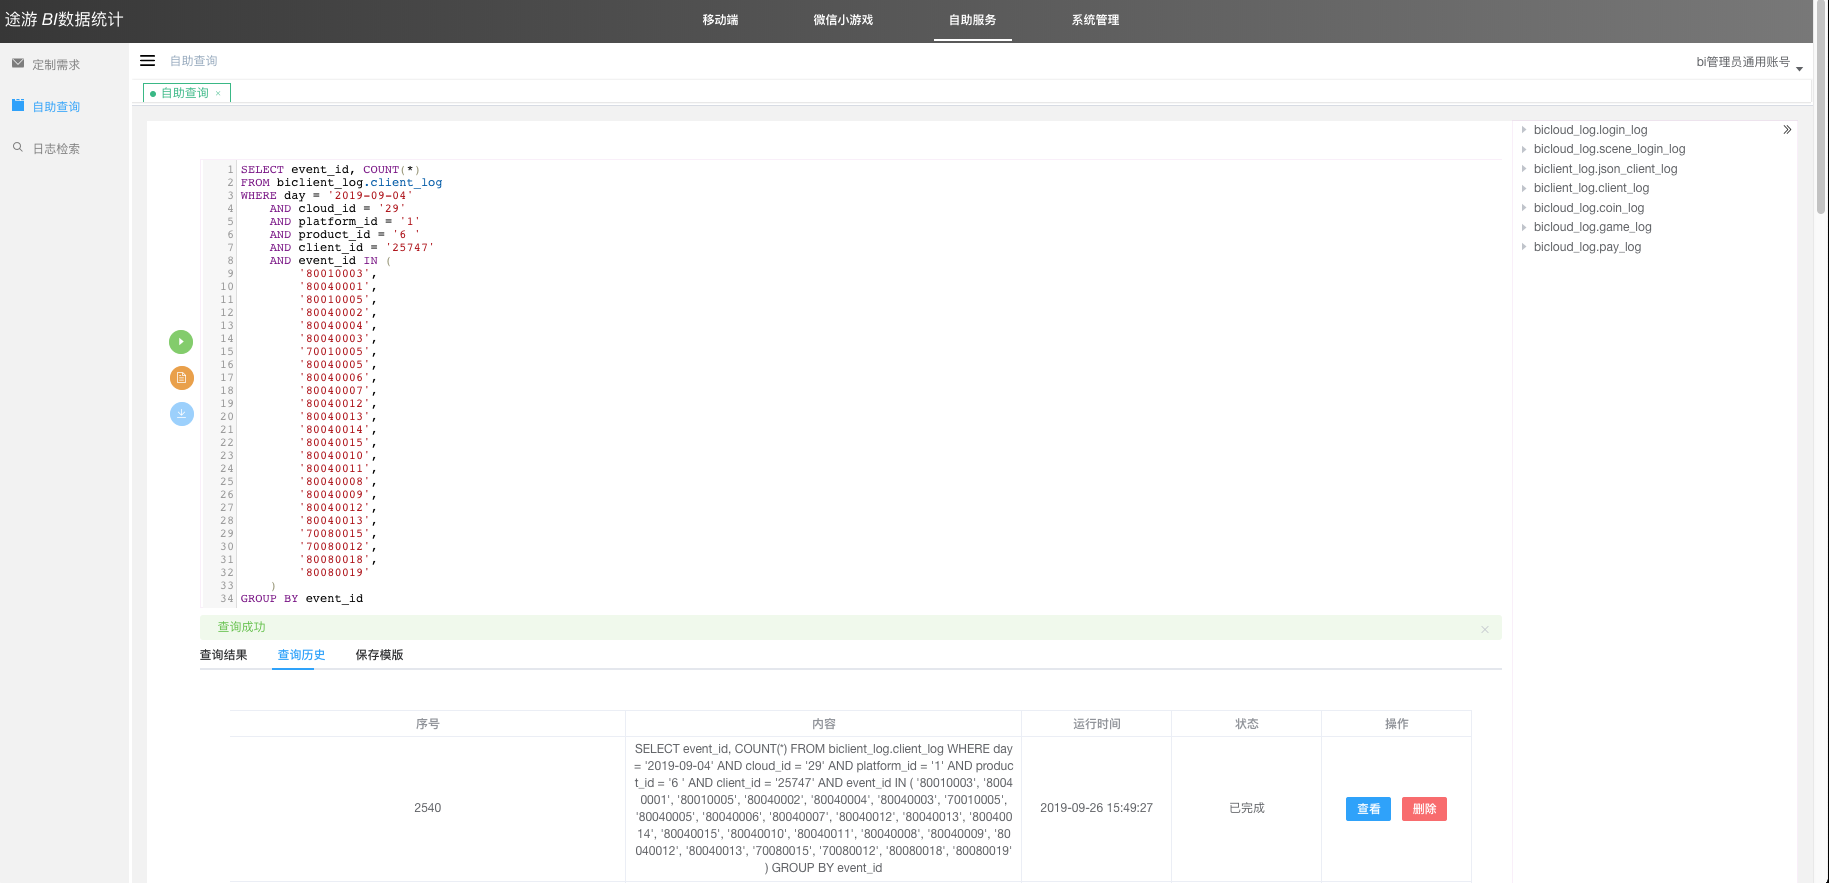 途游 BI数据统计
移动端
微信小游戏
自助服务
系统管理
定制需求
自助查询
日志检索
自助查询
bi管理员通用账号
自助查询 ×
1 SELECT event_id, COUNT(*)
2 FROM biclient_log.client_log
3 WHERE day = '2019-09-04'
4 AND cloud_id = '29'
5 AND platform_id = '1'
6 AND product_id = '6 '
7 AND client_id = '25747'
8 AND event_id IN (
9 '80010003',
10 '80040001',
11 '80010005',
12 '80040002',
13 '80040004',
14 '80040003',
15 '70010005',
16 '80040005',
17 '80040006',
18 '80040007',
19 '80040012',
20 '80040013',
21 '80040014',
22 '80040015',
23 '80040010',
24 '80040011',
25 '80040008',
26 '80040009',
27 '80040012',
28 '80040013',
29 '70080015',
30 '70080012',
31 '80080018',
32 '80080019'
33 )
34 GROUP BY event_id
bicloud_log.login_log
bicloud_log.scene_login_log
biclient_log.json_client_log
biclient_log.client_log
bicloud_log.coin_log
bicloud_log.game_log
bicloud_log.pay_log
查询成功
查询结果
查询历史
保存模版
序号
内容
运行时间
状态
操作
2540
SELECT event_id, COUNT(*) FROM biclient_log.client_log WHERE day
= '2019-09-04' AND cloud_id = '29' AND platform_id = '1' AND produc
t_id = '6 ' AND client_id = '25747' AND event_id IN ( '80010003', '8004
0001', '80010005', '80040002', '80040004', '80040003', '70010005',
'80040005', '80040006', '80040007', '80040012', '80040013', '800400
14', '80040015', '80040010', '80040011', '80040008', '80040009', '80
040012', '80040013', '70080015', '70080012', '80080018', '80080019'
) GROUP BY event_id
2019-09-26 15:49:27
已完成
查看
删除